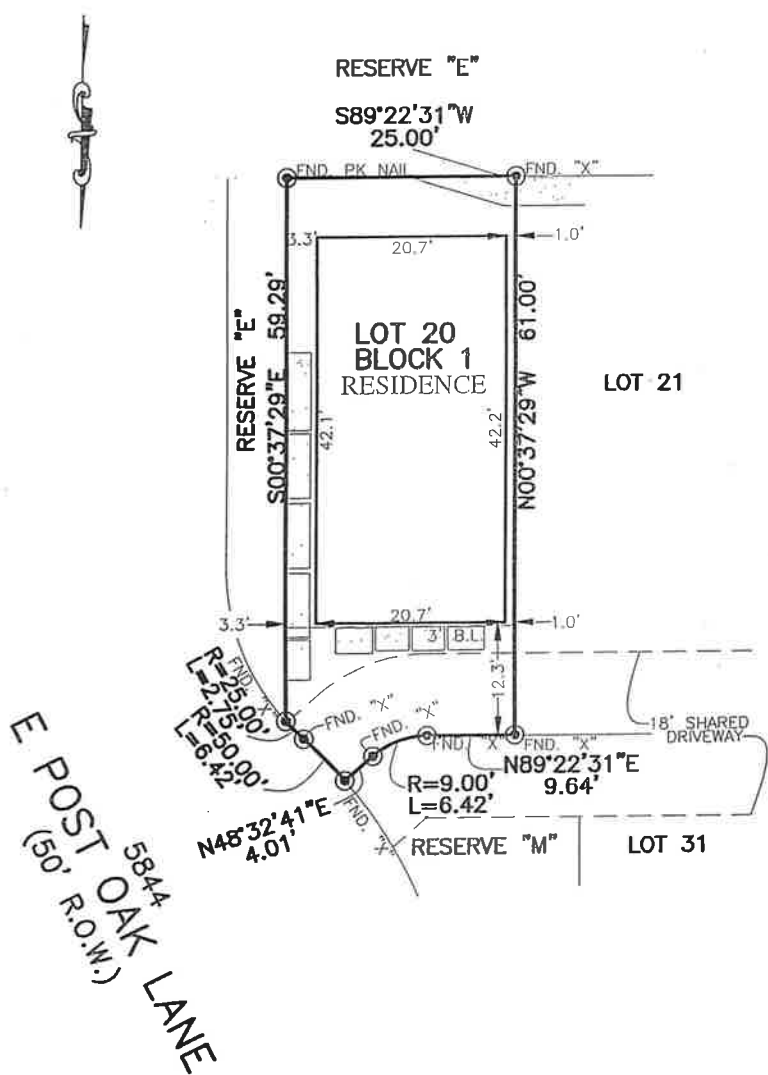 RESERVE "E"
S89°22'31"W
25.00'
FND. PK NAIL
FND. "X"
3.3'
20.7'
1.0'
RESERVE "E"
S00°37'29"E 59.29'
LOT 20
BLOCK 1
RESIDENCE
42.1'
42.2'
N00°37'29"W 61.00'
LOT 21
3.3'
20.7'
1.0'
3' B.L.
12.3'
FND. "X"
R=25.00'
L=2.75'
R=50.00'
L=6.42'
FND. "X"
FND. "X"
FND. "X"
FND. "X"
18' SHARED
DRIVEWAY
N89°22'31"E
9.64'
R=9.00'
L=6.42'
N48°32'41"E
4.01'
FND. "X"
RESERVE "M"
LOT 31
5844
E POST OAK LANE
(50' R.O.W.)